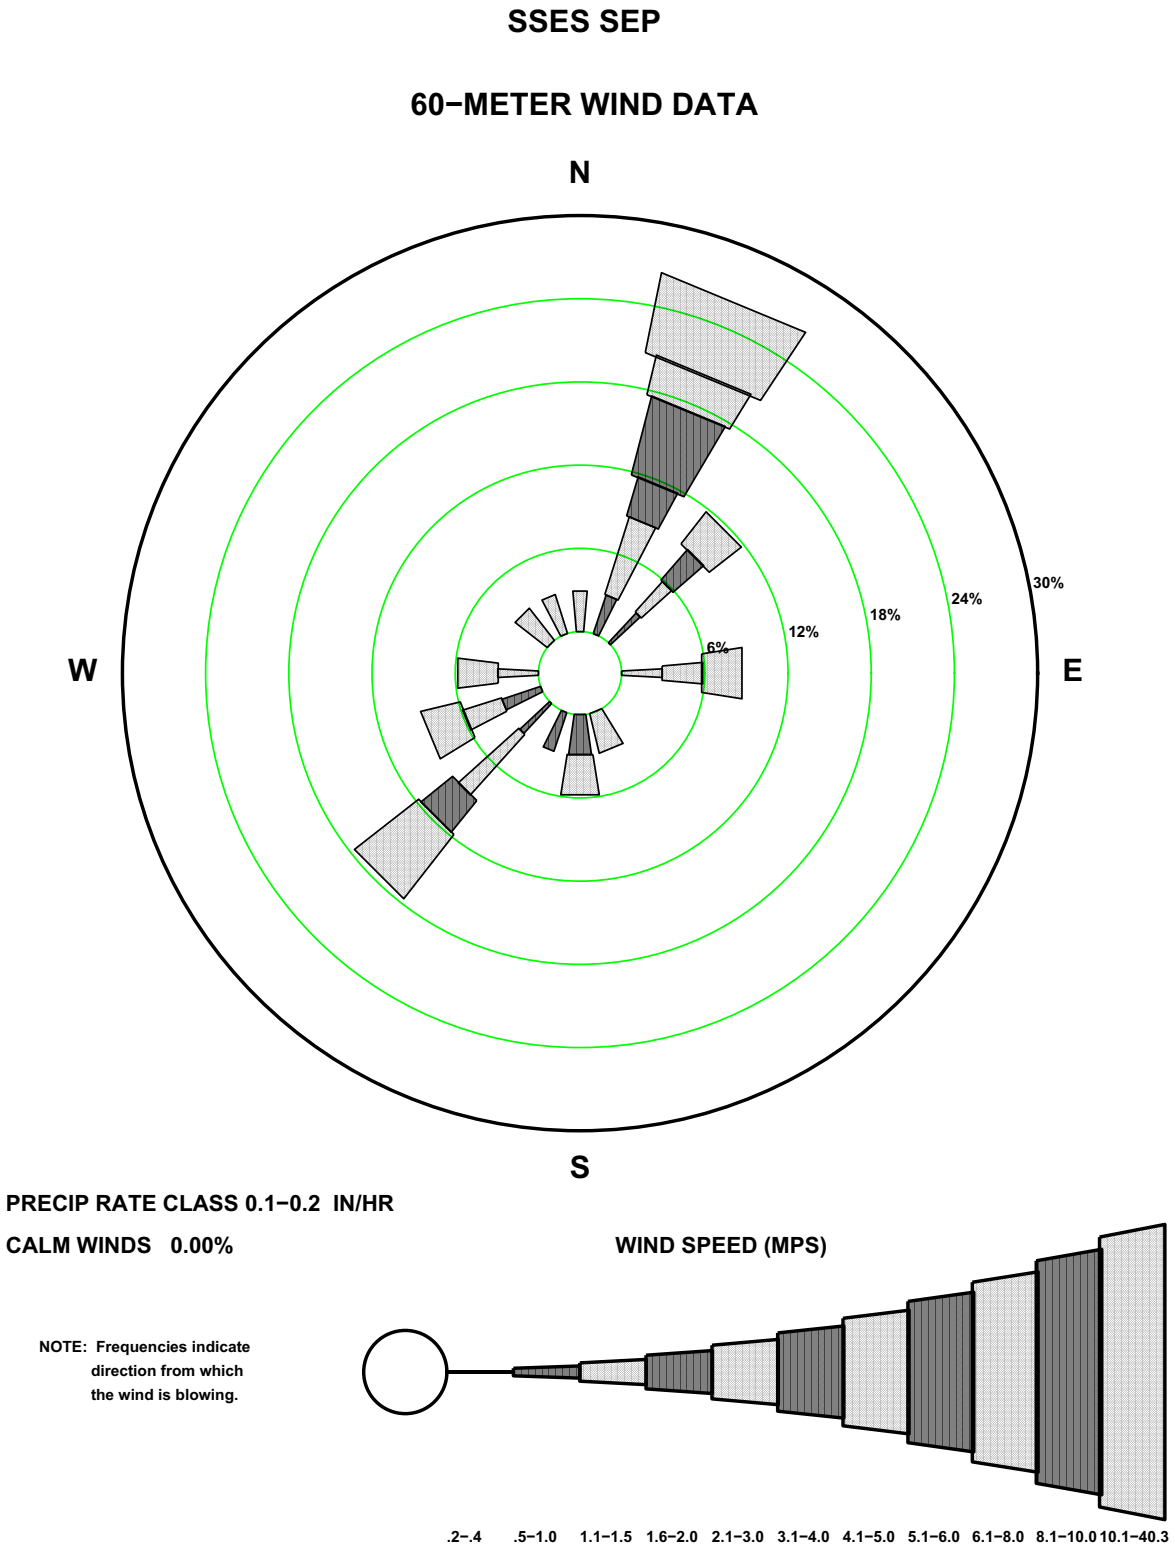 SSES SEP
60−METER WIND DATA
N
30%
24%
18%
12%
6%
W
E
S
PRECIP RATE CLASS 0.1−0.2 IN/HR
CALM WINDS 0.00%
WIND SPEED (MPS)
NOTE: Frequencies indicate
direction from which
the wind is blowing.
.2−.4 .5−1.0 1.1−1.5 1.6−2.0 2.1−3.0 3.1−4.0 4.1−5.0 5.1−6.0 6.1−8.0 8.1−10.0 10.1−40.3